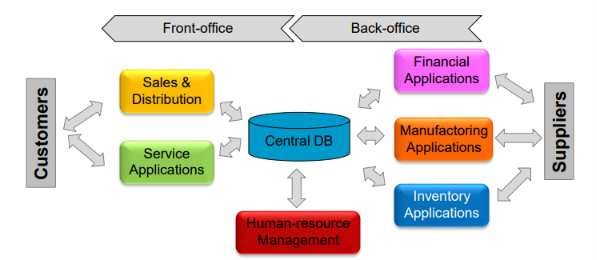 Front-office
Back-office
Customers
Sales &
Distribution
Service
Applications
Central DB
Human-resource
Management
Financial
Applications
Manufactoring
Applications
Inventory
Applications
Suppliers